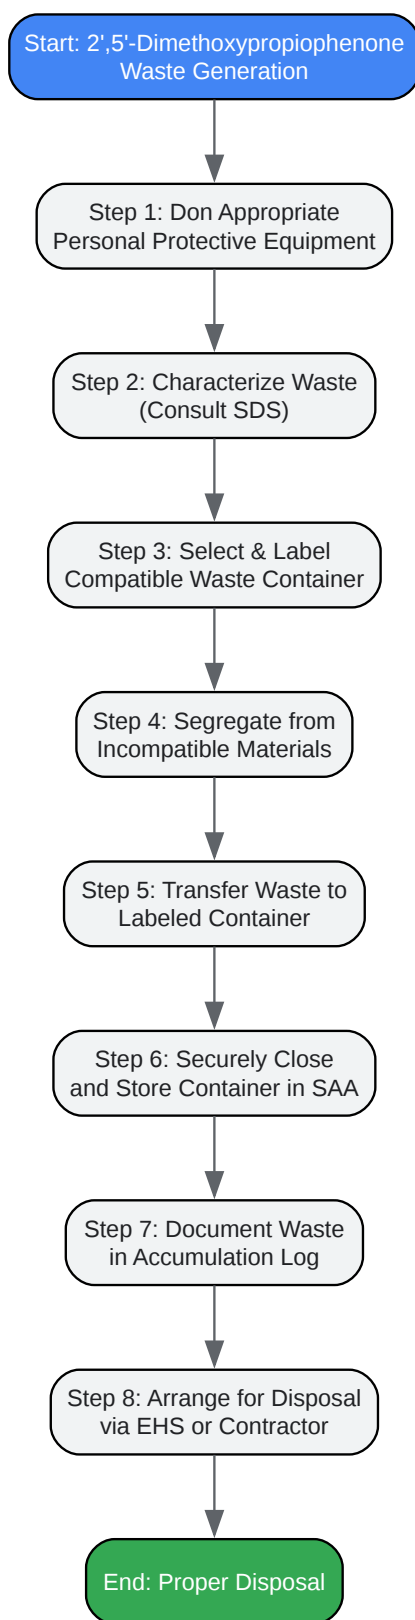 Start: 2',5'-Dimethoxypropiophenone
Waste Generation
Step 1: Don Appropriate
Personal Protective Equipment
Step 2: Characterize Waste
(Consult SDS)
Step 3: Select & Label
Compatible Waste Container
Step 4: Segregate from
Incompatible Materials
Step 5: Transfer Waste to
Labeled Container
Step 6: Securely Close
and Store Container in SAA
Step 7: Document Waste
in Accumulation Log
Step 8: Arrange for Disposal
via EHS or Contractor
End: Proper Disposal